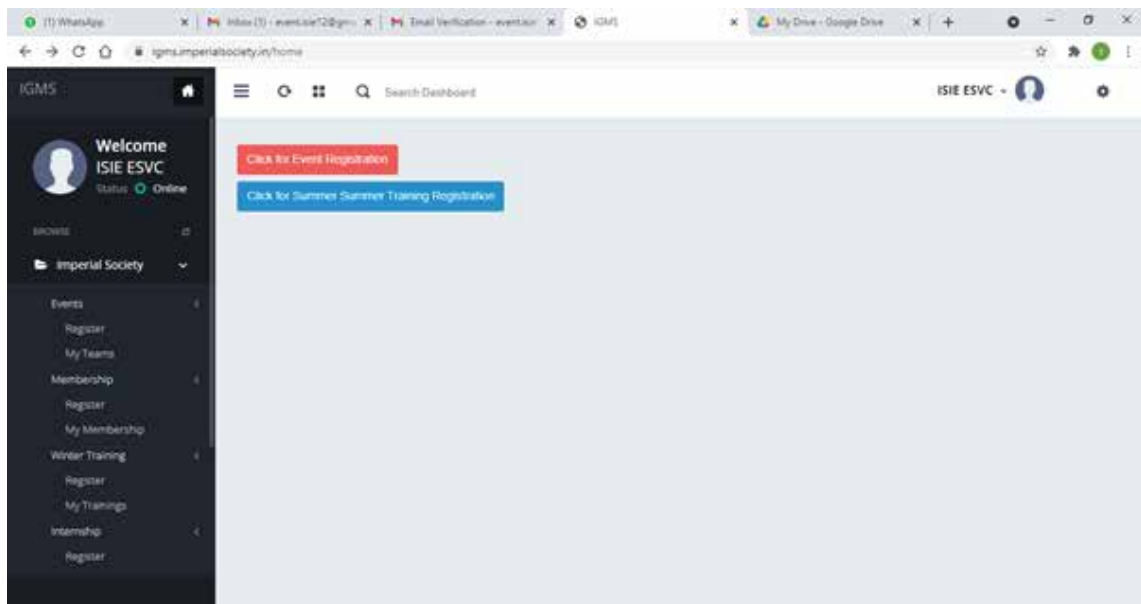 (1) WhatsApp
Inbox (1) - event.isie12@gm
Email Verification - event.isi
IGMS
My Drive - Google Drive
igms.imperialsociety.in/home
IGMS
Search Dashboard
ISIE ESVC
Welcome
ISIE ESVC
Status Online
Click for Event Registration
Click for Summer Summer Training Registration
BROWSE
Imperial Society
Events
Register
My Teams
Membership
Register
My Membership
Winter Training
Register
My Trainings
Internship
Register